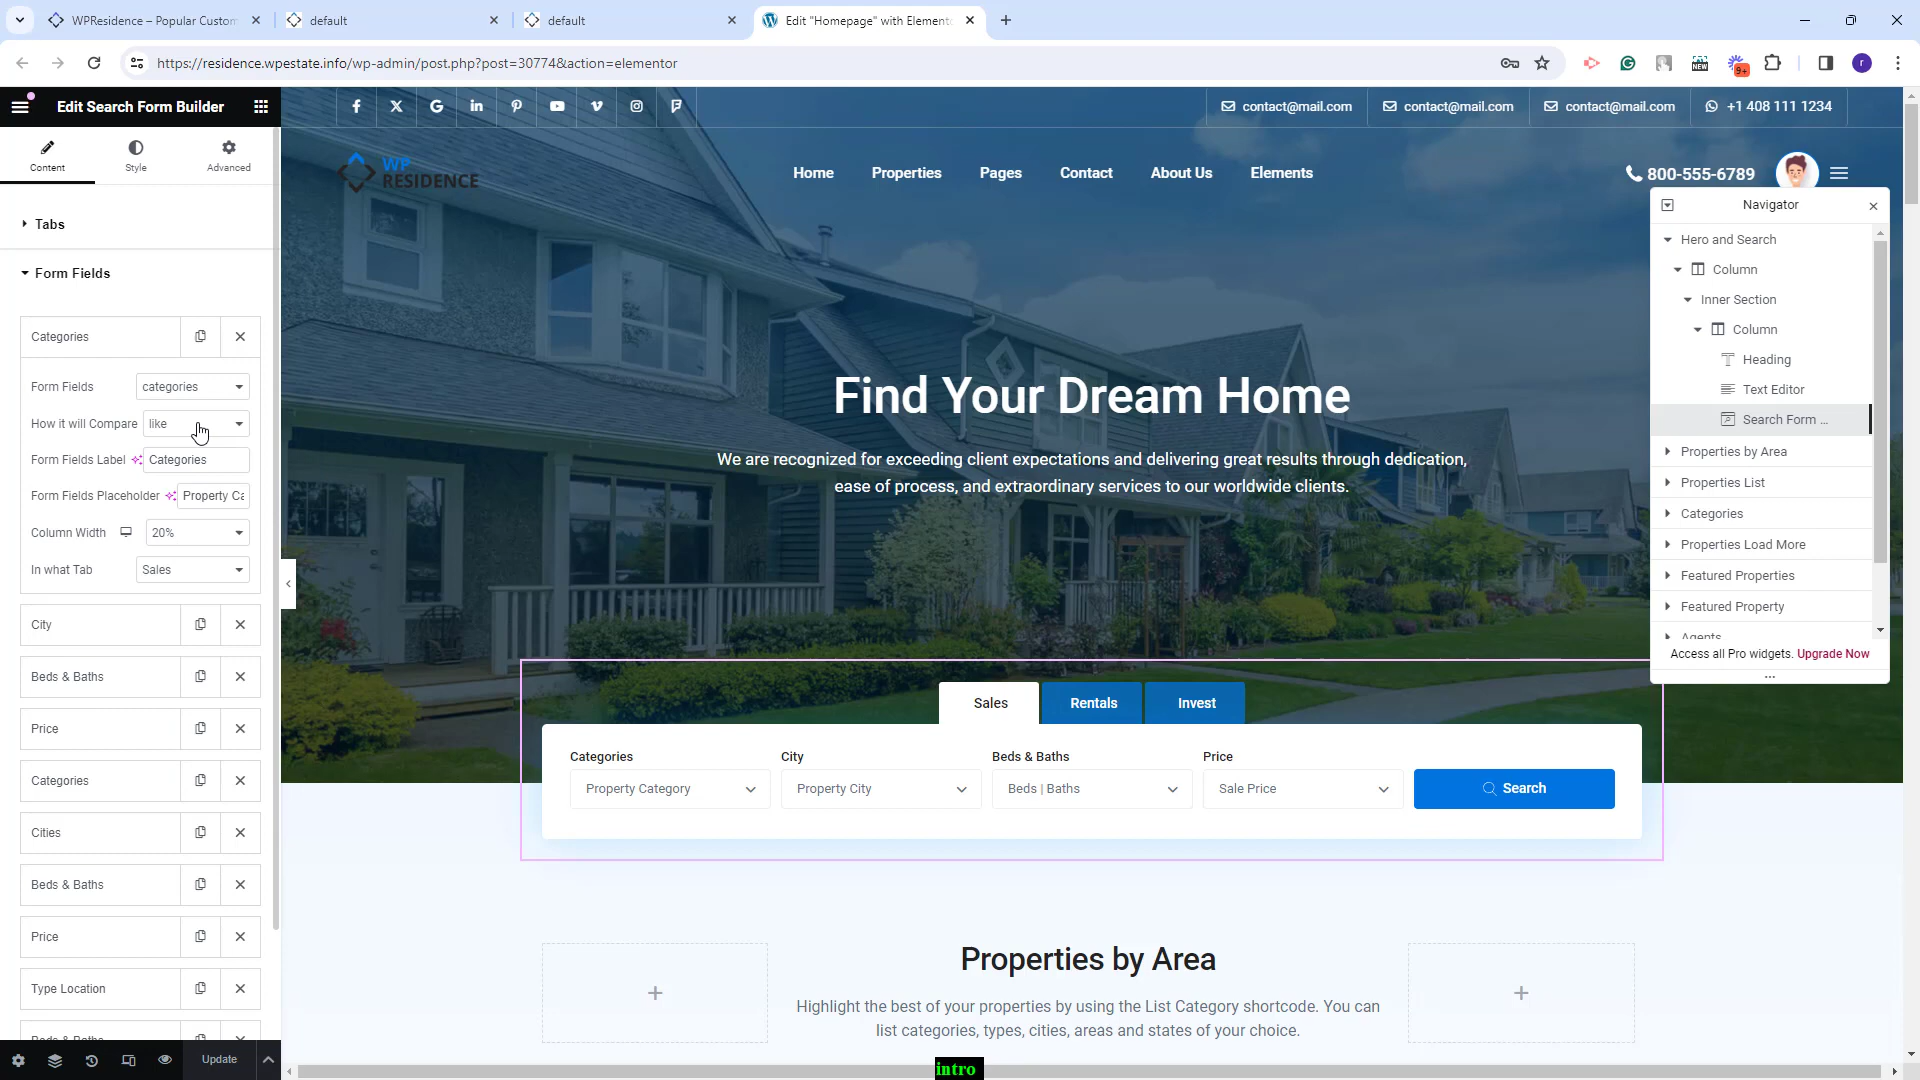 WPResidence – Popular Custom
default
default
Edit "Homepage" with Elemento
https://residence.wpestate.info/wp-admin/post.php?post=30774&action=elementor
NEW
9+
r
Edit Search Form Builder
Content
Style
Advanced
Tabs
Form Fields
Categories
Form Fields
categories
How it will Compare
like
Form Fields Label
Categories
Form Fields Placeholder
Property Ca
Column Width
20%
In what Tab
Sales
City
Beds & Baths
Price
Categories
Cities
Beds & Baths
Price
Type Location
Beds & Baths
Update
contact@mail.com
contact@mail.com
contact@mail.com
+1 408 111 1234
WP
RESIDENCE
Home
Properties
Pages
Contact
About Us
Elements
800-555-6789
Find Your Dream Home
We are recognized for exceeding client expectations and delivering great results through dedication,
ease of process, and extraordinary services to our worldwide clients.
Sales
Rentals
Invest
Categories
City
Beds & Baths
Price
Property Category
Property City
Beds | Baths
Sale Price
Search
Properties by Area
Highlight the best of your properties by using the List Category shortcode. You can
list categories, types, cities, areas and states of your choice.
intro
Navigator
Hero and Search
Column
Inner Section
Column
Heading
Text Editor
Search Form ...
Properties by Area
Properties List
Categories
Properties Load More
Featured Properties
Featured Property
Agents
Access all Pro widgets. Upgrade Now